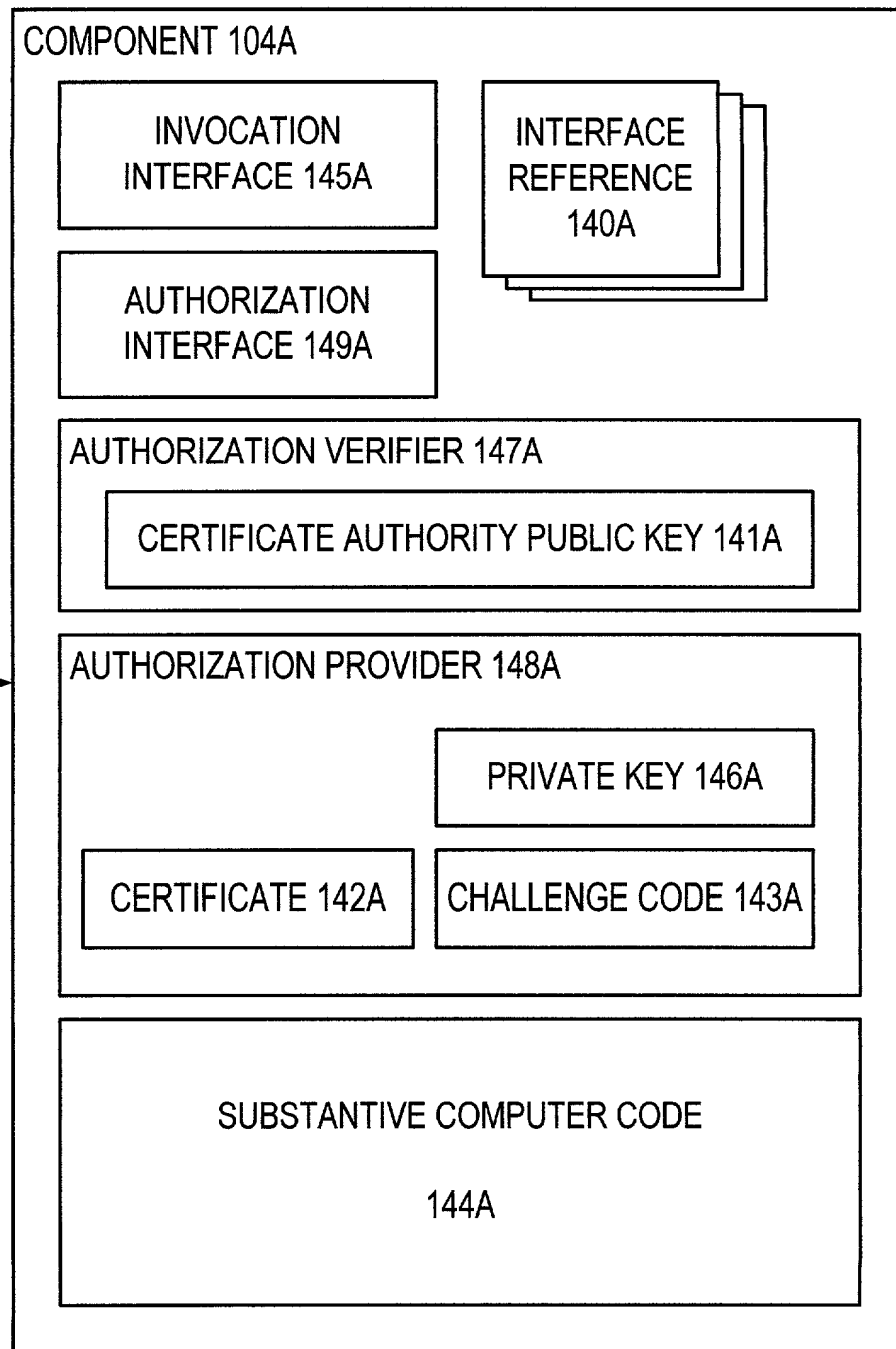 COMPONENT 104A
INVOCATION
INTERFACE 145A
INTERFACE
REFERENCE
140A
AUTHORIZATION
INTERFACE 149A
AUTHORIZATION VERIFIER 147A
CERTIFICATE AUTHORITY PUBLIC KEY 141A
AUTHORIZATION PROVIDER 148A
PRIVATE KEY 146A
CERTIFICATE 142A
CHALLENGE CODE 143A
SUBSTANTIVE COMPUTER CODE
144A